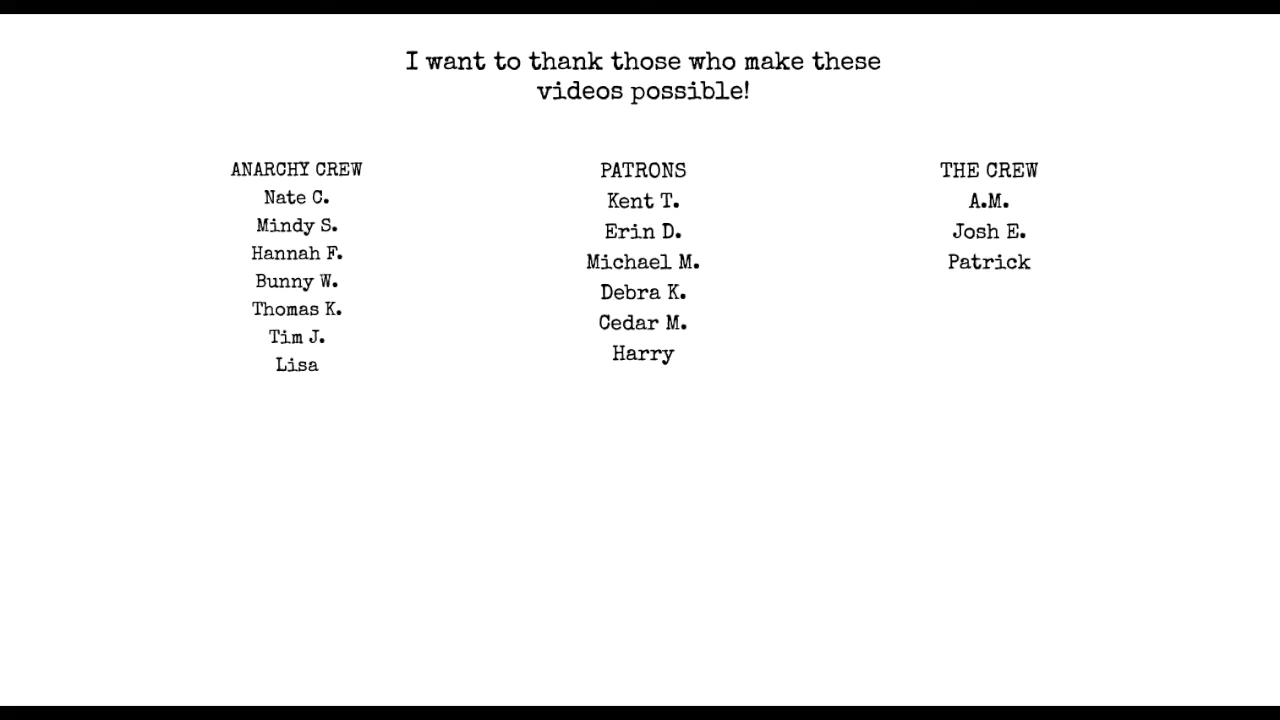 I want to thank those who make these
videos possible!
ANARCHY CREW
Nate C.
Mindy S.
Hannah F.
Bunny W.
Thomas K.
Tim J.
Lisa
PATRONS
Kent T.
Erin D.
Michael M.
Debra K.
Cedar M.
Harry
THE CREW
A.M.
Josh E.
Patrick